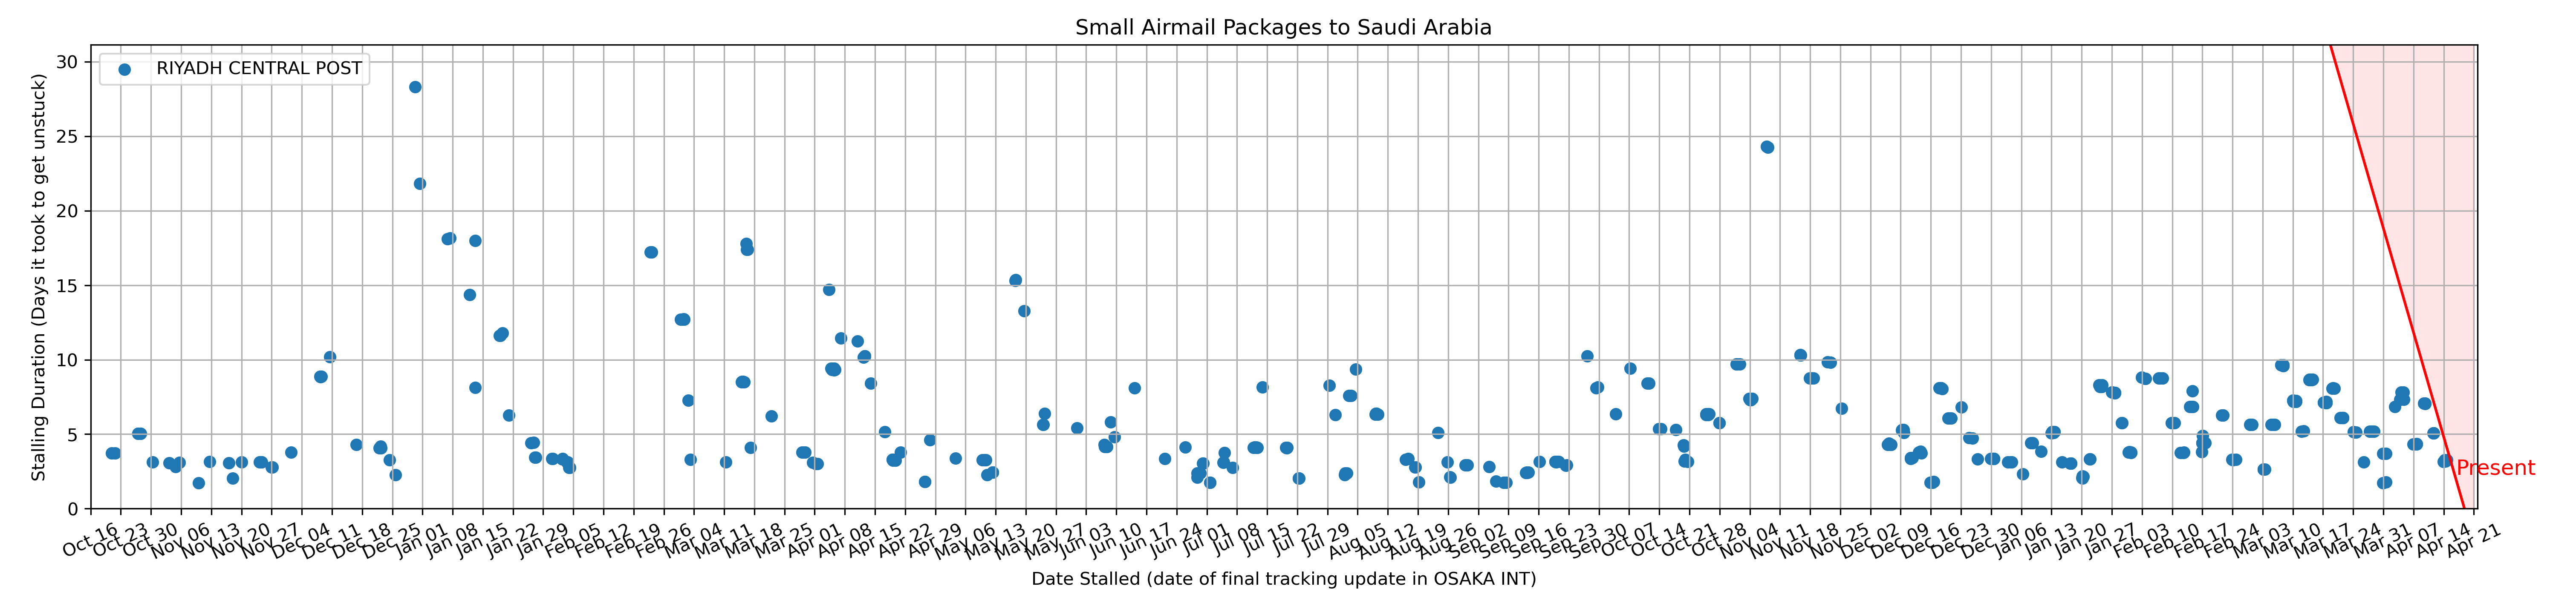 Small Airmail Packages to Saudi Arabia
RIYADH CENTRAL POST
Stalling Duration (Days it took to get unstuck)
30
25
20
15
10
5
0
Present
Oct 16 Oct 23 Oct 30 Nov 06 Nov 13 Nov 20 Nov 27 Dec 04 Dec 11 Dec 18 Dec 25 Jan 01 Jan 08 Jan 15 Jan 22 Jan 29 Feb 05 Feb 12 Feb 19 Feb 26 Mar 04 Mar 11 Mar 18 Mar 25 Apr 01 Apr 08 Apr 15 Apr 22 Apr 29 May 06 May 13 May 20 May 27 Jun 03 Jun 10 Jun 17 Jun 24 Jul 01 Jul 08 Jul 15 Jul 22 Jul 29 Aug 05 Aug 12 Aug 19 Aug 26 Sep 02 Sep 09 Sep 16 Sep 23 Sep 30 Oct 07 Oct 14 Oct 21 Oct 28 Nov 04 Nov 11 Nov 18 Nov 25 Dec 02 Dec 09 Dec 16 Dec 23 Dec 30 Jan 06 Jan 13 Jan 20 Jan 27 Feb 03 Feb 10 Feb 17 Feb 24 Mar 03 Mar 10 Mar 17 Mar 24 Mar 31 Apr 07 Apr 14 Apr 21
Date Stalled (date of final tracking update in OSAKA INT)